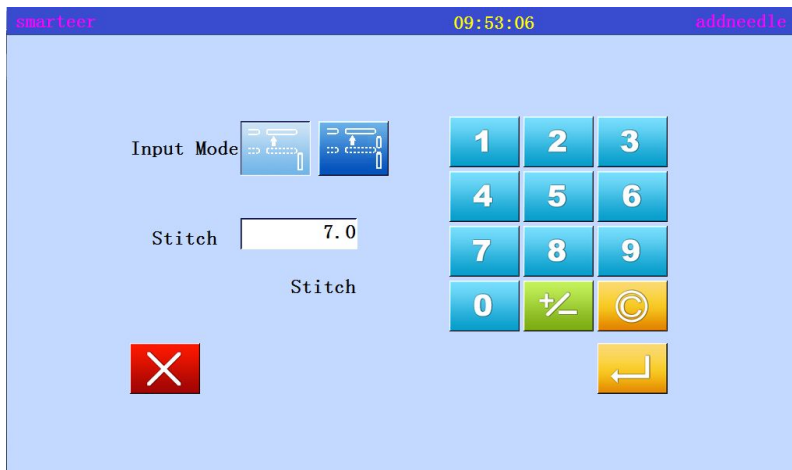 smarteer 09:53:06 addneedle
Input Mode
1 2 3
4 5 6
Stitch 7.0
7 8 9
Stitch
0 +/- ©